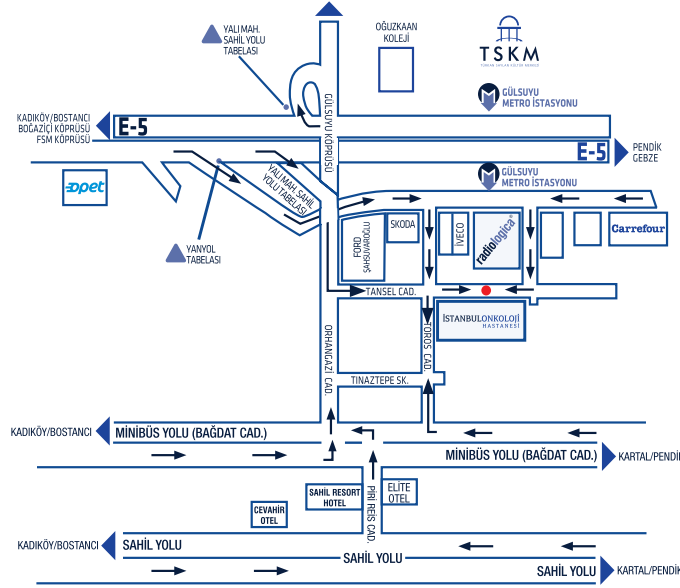 YALI MAH.
SAHİL YOLU
TABELASI
OĞUZKAAN
KOLEJİ
TSKM
GÜLSUYU
METRO İSTASYONU
KADIKÖY/BOSTANCI
BOĞAZİÇİ KÖPRÜSÜ
FSM KÖPRÜSÜ
E-5
GÜLSUYU KÖPRÜSÜ
E-5
PENDİK
GEBZE
GÜLSUYU
METRO İSTASYONU
opet
YALI MAH. SAHİL
YOLU TABELASI
YANYOL
TABELASI
FORD
ŞAHSUVAROĞLU
SKODA
İVECO
radiologica
Carrefour
TANSEL CAD.
İSTANBULONKOLOJİ
HASTANESİ
ORHANGAZİ CAD.
TOROS CAD.
TINAZTEPE SK.
KADIKÖY/BOSTANCI
MİNİBÜS YOLU (BAĞDAT CAD.)
MİNİBÜS YOLU (BAĞDAT CAD.)
KARTAL/PENDİK
SAHİL RESORT
HOTEL
PİRİ REİS CAD.
ELİTE
OTEL
CEVAHİR
OTEL
KADIKÖY/BOSTANCI
SAHİL YOLU
SAHİL YOLU
SAHİL YOLU
KARTAL/PENDİK